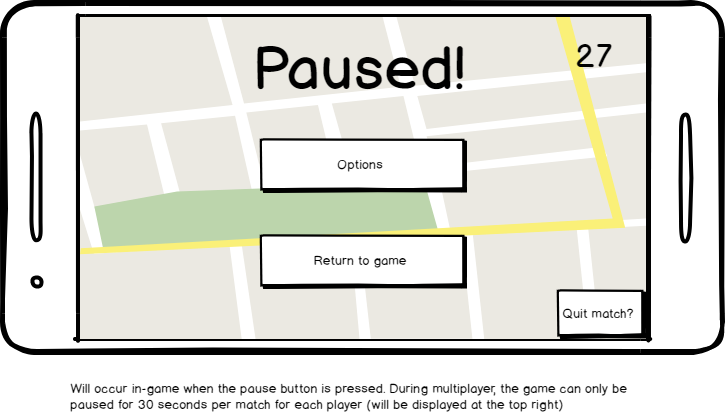 Paused!
27
Options
Return to game
Quit match?
Will occur in-game when the pause button is pressed. During multiplayer, the game can only be
paused for 30 seconds per match for each player (will be displayed at the top right)